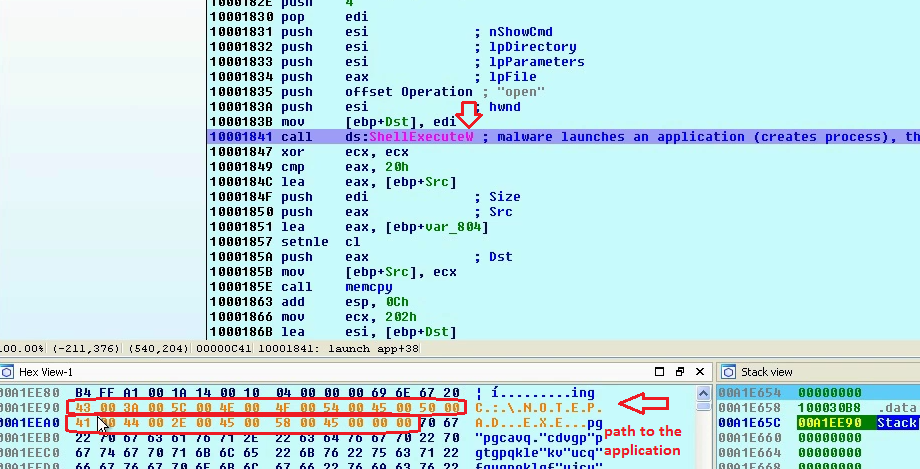 1000182E push 4
10001830 pop edi
10001831 push esi ; nShowCmd
10001832 push esi ; lpDirectory
10001833 push esi ; lpParameters
10001834 push eax ; lpFile
10001835 push offset Operation ; "open"
1000183A push esi ; hwnd
1000183B mov [ebp+Dst], edi
10001841 call ds:ShellExecuteW ; malware launches an application (creates process), th
10001847 xor ecx, ecx
10001849 cmp eax, 20h
1000184C lea eax, [ebp+Src]
1000184F push edi ; Size
10001850 push eax ; Src
10001851 lea eax, [ebp+var_804]
10001857 setnle cl
1000185A push eax ; Dst
1000185B mov [ebp+Src], ecx
1000185E call memcpy
10001863 add esp, 0Ch
10001866 mov ecx, 202h
1000186B lea esi, [ebp+Dst]
00.00% (-211,376) (540,204) 00000C41 10001841: launch app+38
Hex View-1
00A1EE80 B4 FF A1 00 1A 14 00 10 04 00 00 00 69 6E 67 20 ¦ í.........ing
00A1EE90 43 00 3A 00 5C 00 4E 00 4F 00 54 00 45 00 50 00 C.:.\.N.O.T.E.P.
00A1EEA0 41 00 44 00 2E 00 45 00 58 00 45 00 00 00 70 67 A.D...E.X.E...pg
22 70 67 63 61 76 71 2E 22 63 64 76 22 75 67 70 "pgcavq."cdvgp"p
67 74 67 70 71 6B 6C 65 22 6B 76 22 75 63 71 gtgpqkle"kv"ucq
path to the
application
Stack view
00A1E654 00000000
00A1E658 100030B8 .data
00A1E65C 00A1EE90 Stack
00A1E660 00000000
00A1E664 00000000
00A1E668 00000000